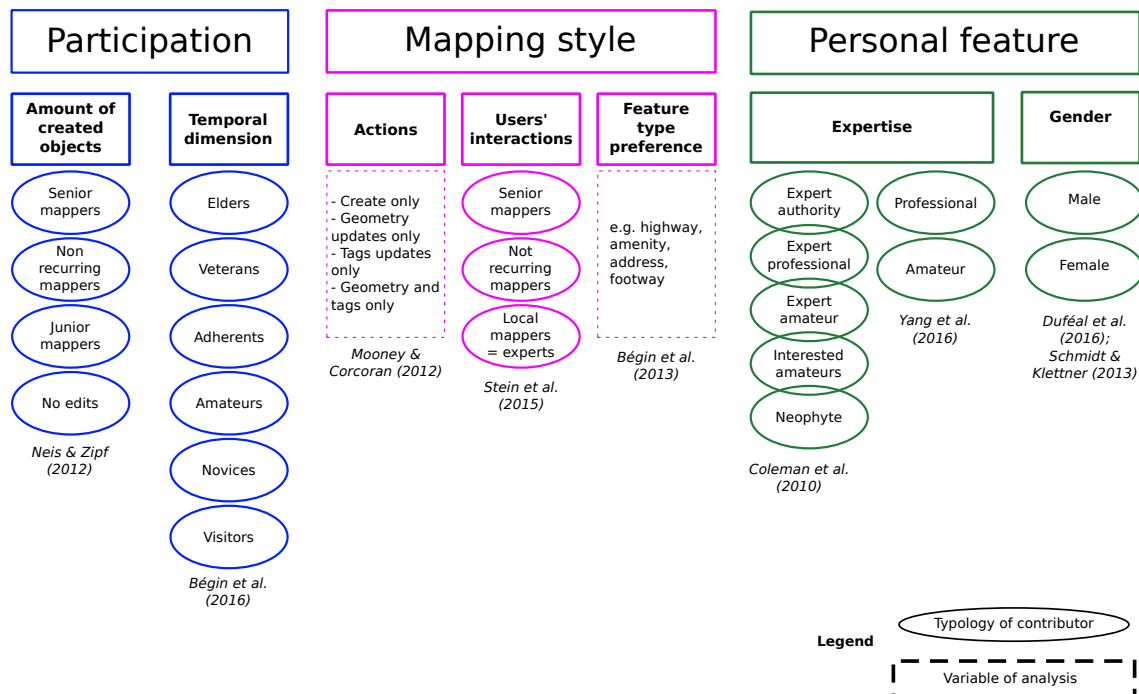 Participation
Amount of
created
objects
Senior
mappers
Non
recurring
mappers
Junior
mappers
No edits
Neis & Zipf
(2012)
Temporal
dimension
Elders
Veterans
Adherents
Amateurs
Novices
Visitors
Bégin et al.
(2016)
Mapping style
Actions
- Create only
- Geometry
updates only
- Tags updates
only
- Geometry and
tags only
Mooney &
Corcoran (2012)
Users'
interactions
Senior
mappers
Not
recurring
mappers
Local
mappers
= experts
Stein et al.
(2015)
Feature
type
preference
e.g. highway,
amenity,
address,
footway
Bégin et al.
(2013)
Personal feature
Expertise
Expert
authority
Expert
professional
Expert
amateur
Interested
amateurs
Neophyte
Coleman et al.
(2010)
Professional
Amateur
Yang et al.
(2016)
Gender
Male
Female
Duféal et al.
(2016);
Schmidt &
Klettner (2013)
Legend
Typology of contributor
Variable of analysis